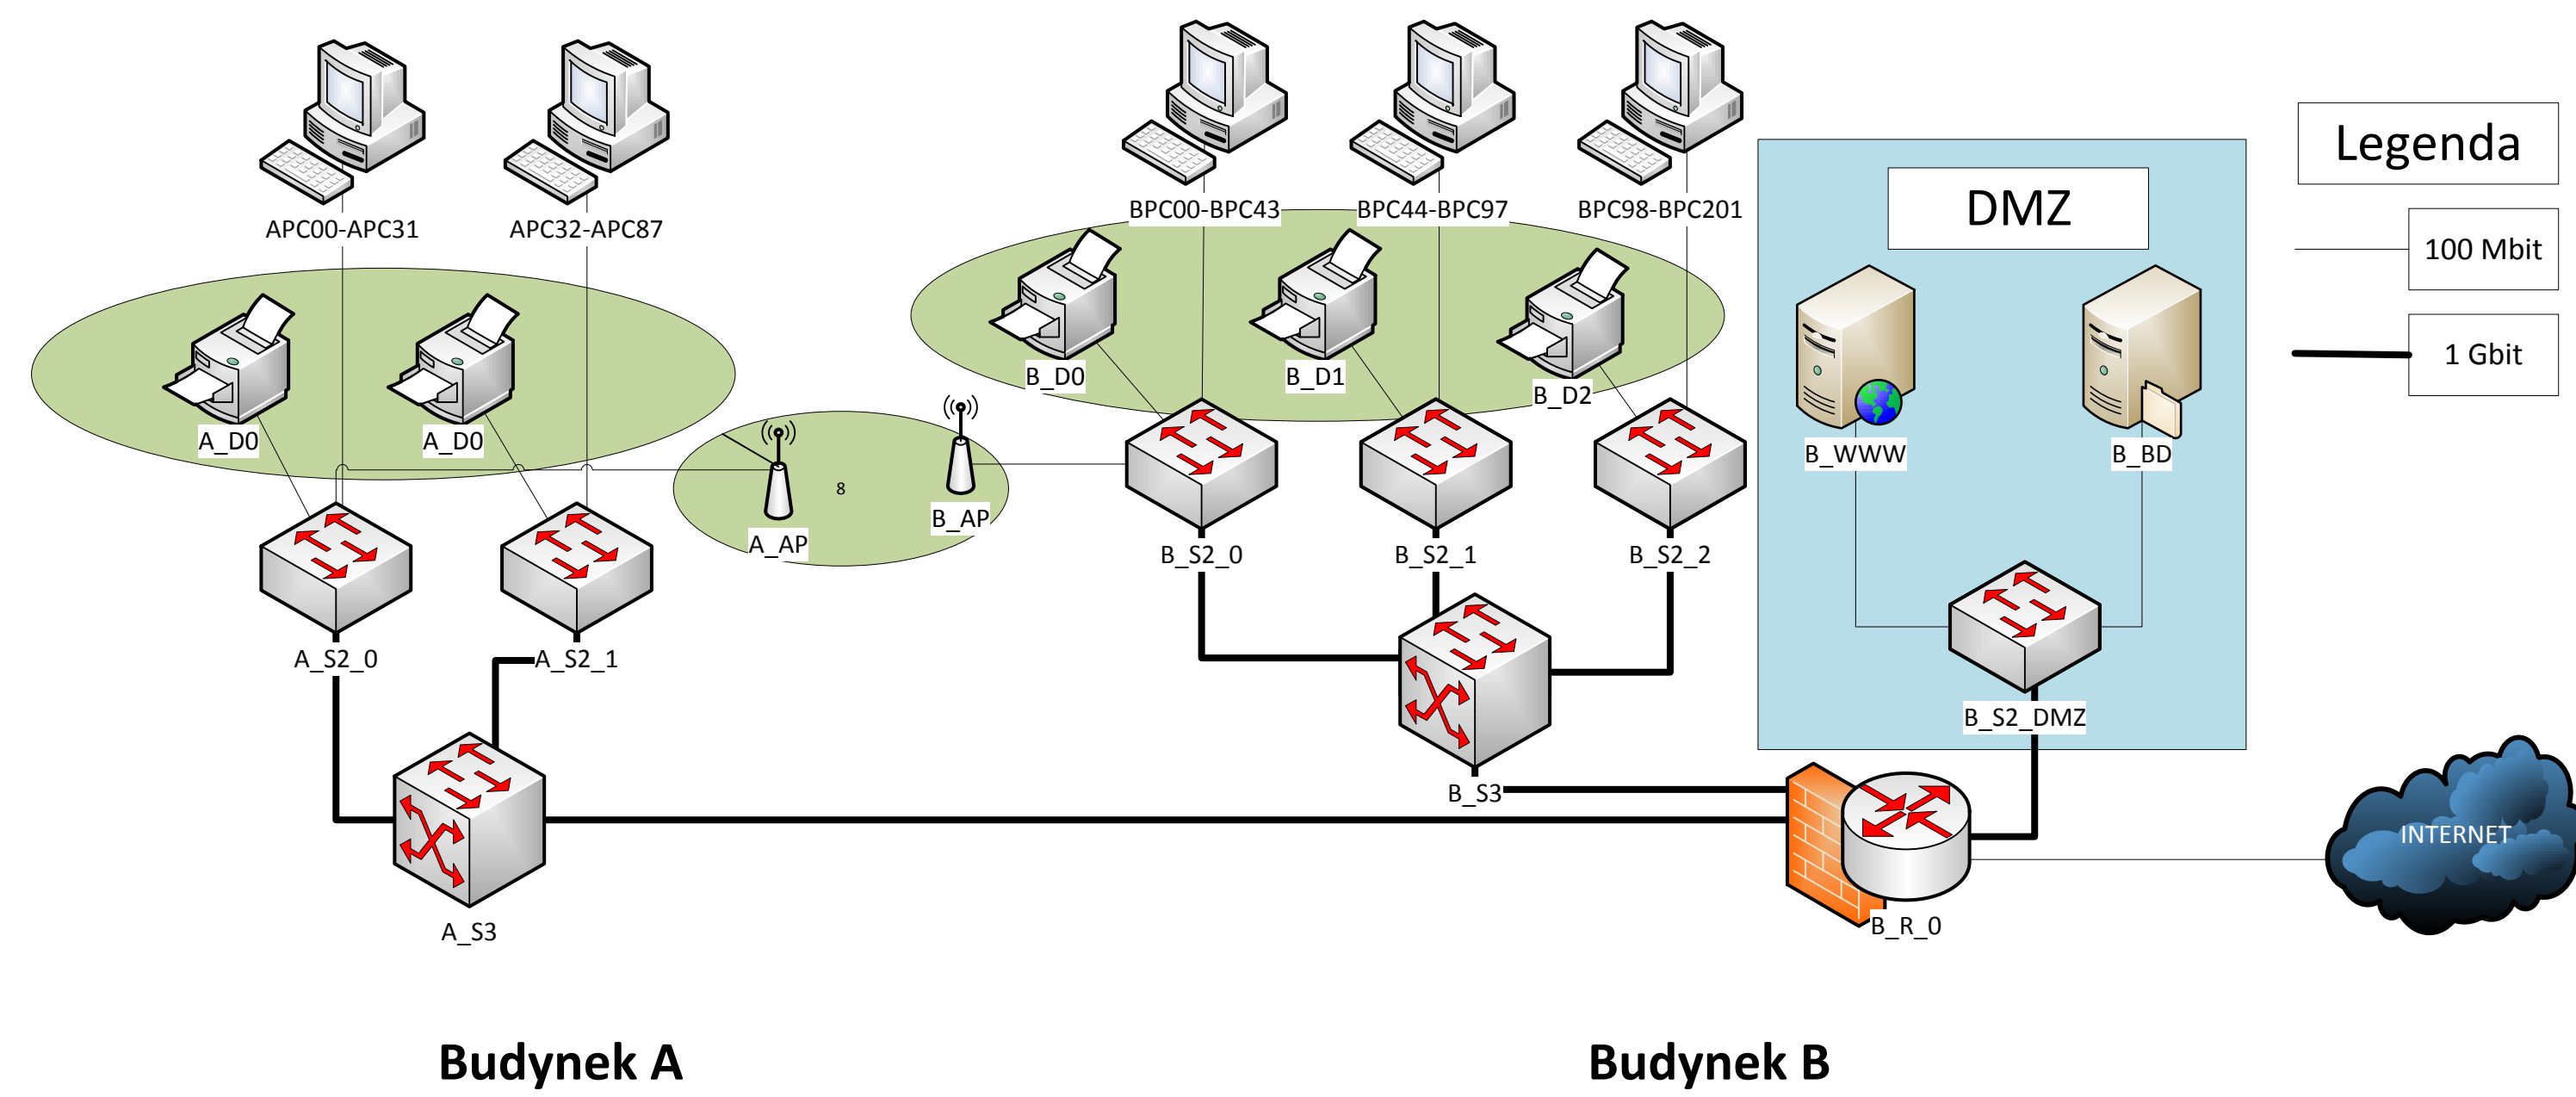 APC00-APC31
APC32-APC87
BPC00-BPC43
BPC44-BPC97
BPC98-BPC201
DMZ
Legenda
100 Mbit
1 Gbit
A_D0
A_D0
B_D0
B_D1
B_D2
B_WWW
B_BD
8
A_AP
B_AP
B_S2_0
B_S2_1
B_S2_2
A_S2_0
A_S2_1
B_S2_DMZ
B_S3
INTERNET
A_S3
B_R_0
Budynek A
Budynek B